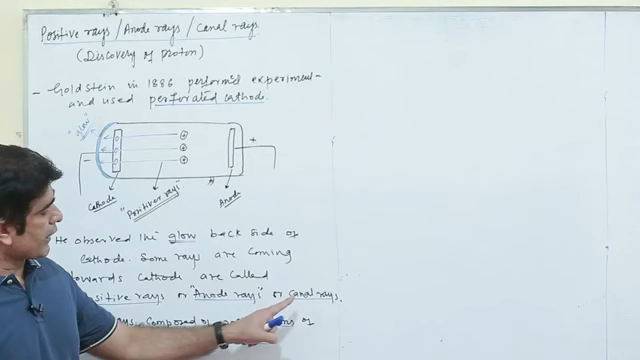 Positive rays / Anode rays / Canal rays
(Discovery of proton)
- Goldstein in 1886 performed experiment
and used perforated cathode.
"glow"
+
-
Cathode
"Positive rays"
Anode
He observed the glow back side of
cathode. Some rays are coming
towards cathode are called
positive rays or "Anode rays" or canal rays.
rays composed of
of